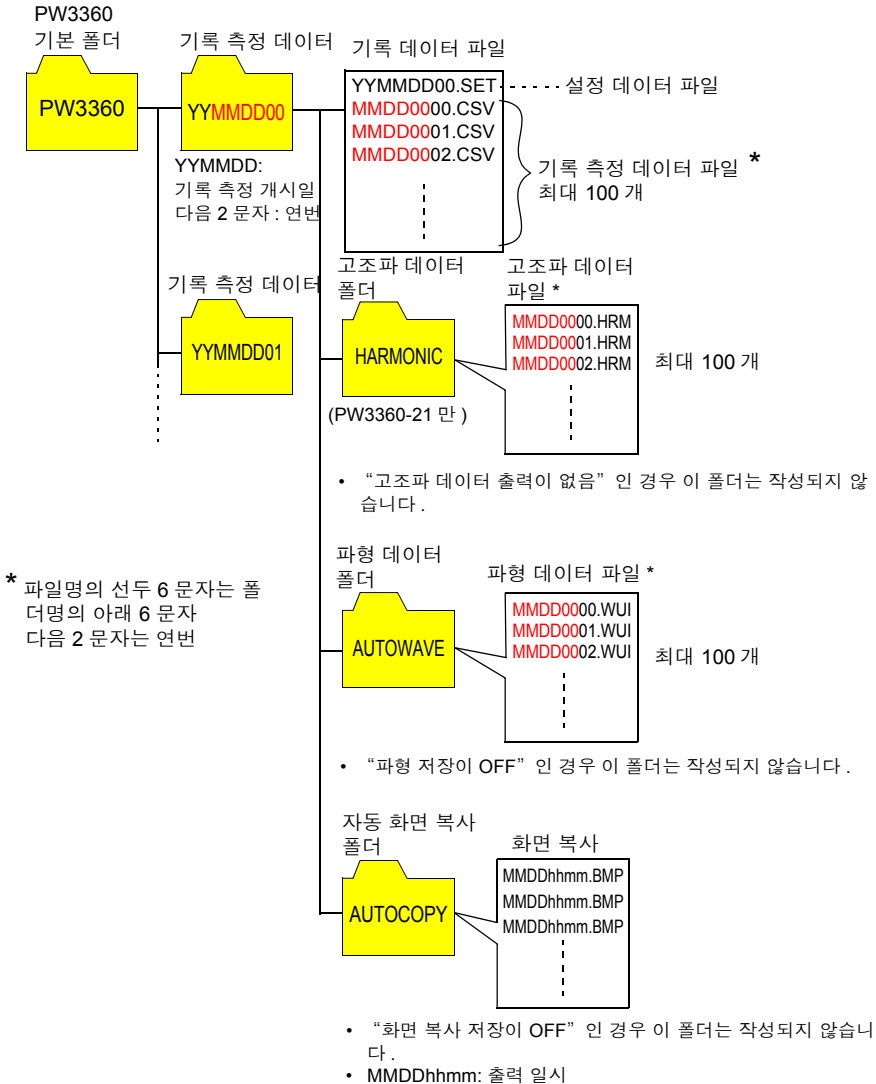 PW3360
기본 폴더
PW3360
기록 측정 데이터
YYMMDD00
YYMMDD:
기록 측정 개시일
다음 2 문자 : 연번
기록 데이터 파일
YYMMDD00.SET
MMDD0000.CSV
MMDD0001.CSV
MMDD0002.CSV
설정 데이터 파일
기록 측정 데이터 파일 *
최대 100 개
기록 측정 데이터
YYMMDD01
고조파 데이터
폴더
HARMONIC
(PW3360-21 만 )
고조파 데이터
파일 *
MMDD0000.HRM
MMDD0001.HRM
MMDD0002.HRM
최대 100 개
• “고조파 데이터 출력이 없음” 인 경우 이 폴더는 작성되지 않
습니다 .
* 파일명의 선두 6 문자는 폴
더명의 아래 6 문자
다음 2 문자는 연번
파형 데이터
폴더
AUTOWAVE
파형 데이터 파일 *
MMDD0000.WUI
MMDD0001.WUI
MMDD0002.WUI
최대 100 개
• “파형 저장이 OFF” 인 경우 이 폴더는 작성되지 않습니다 .
자동 화면 복사
폴더
AUTOCOPY
화면 복사
MMDDhhmm.BMP
MMDDhhmm.BMP
MMDDhhmm.BMP
• “화면 복사 저장이 OFF” 인 경우 이 폴더는 작성되지 않습니
다 .
• MMDDhhmm: 출력 일시